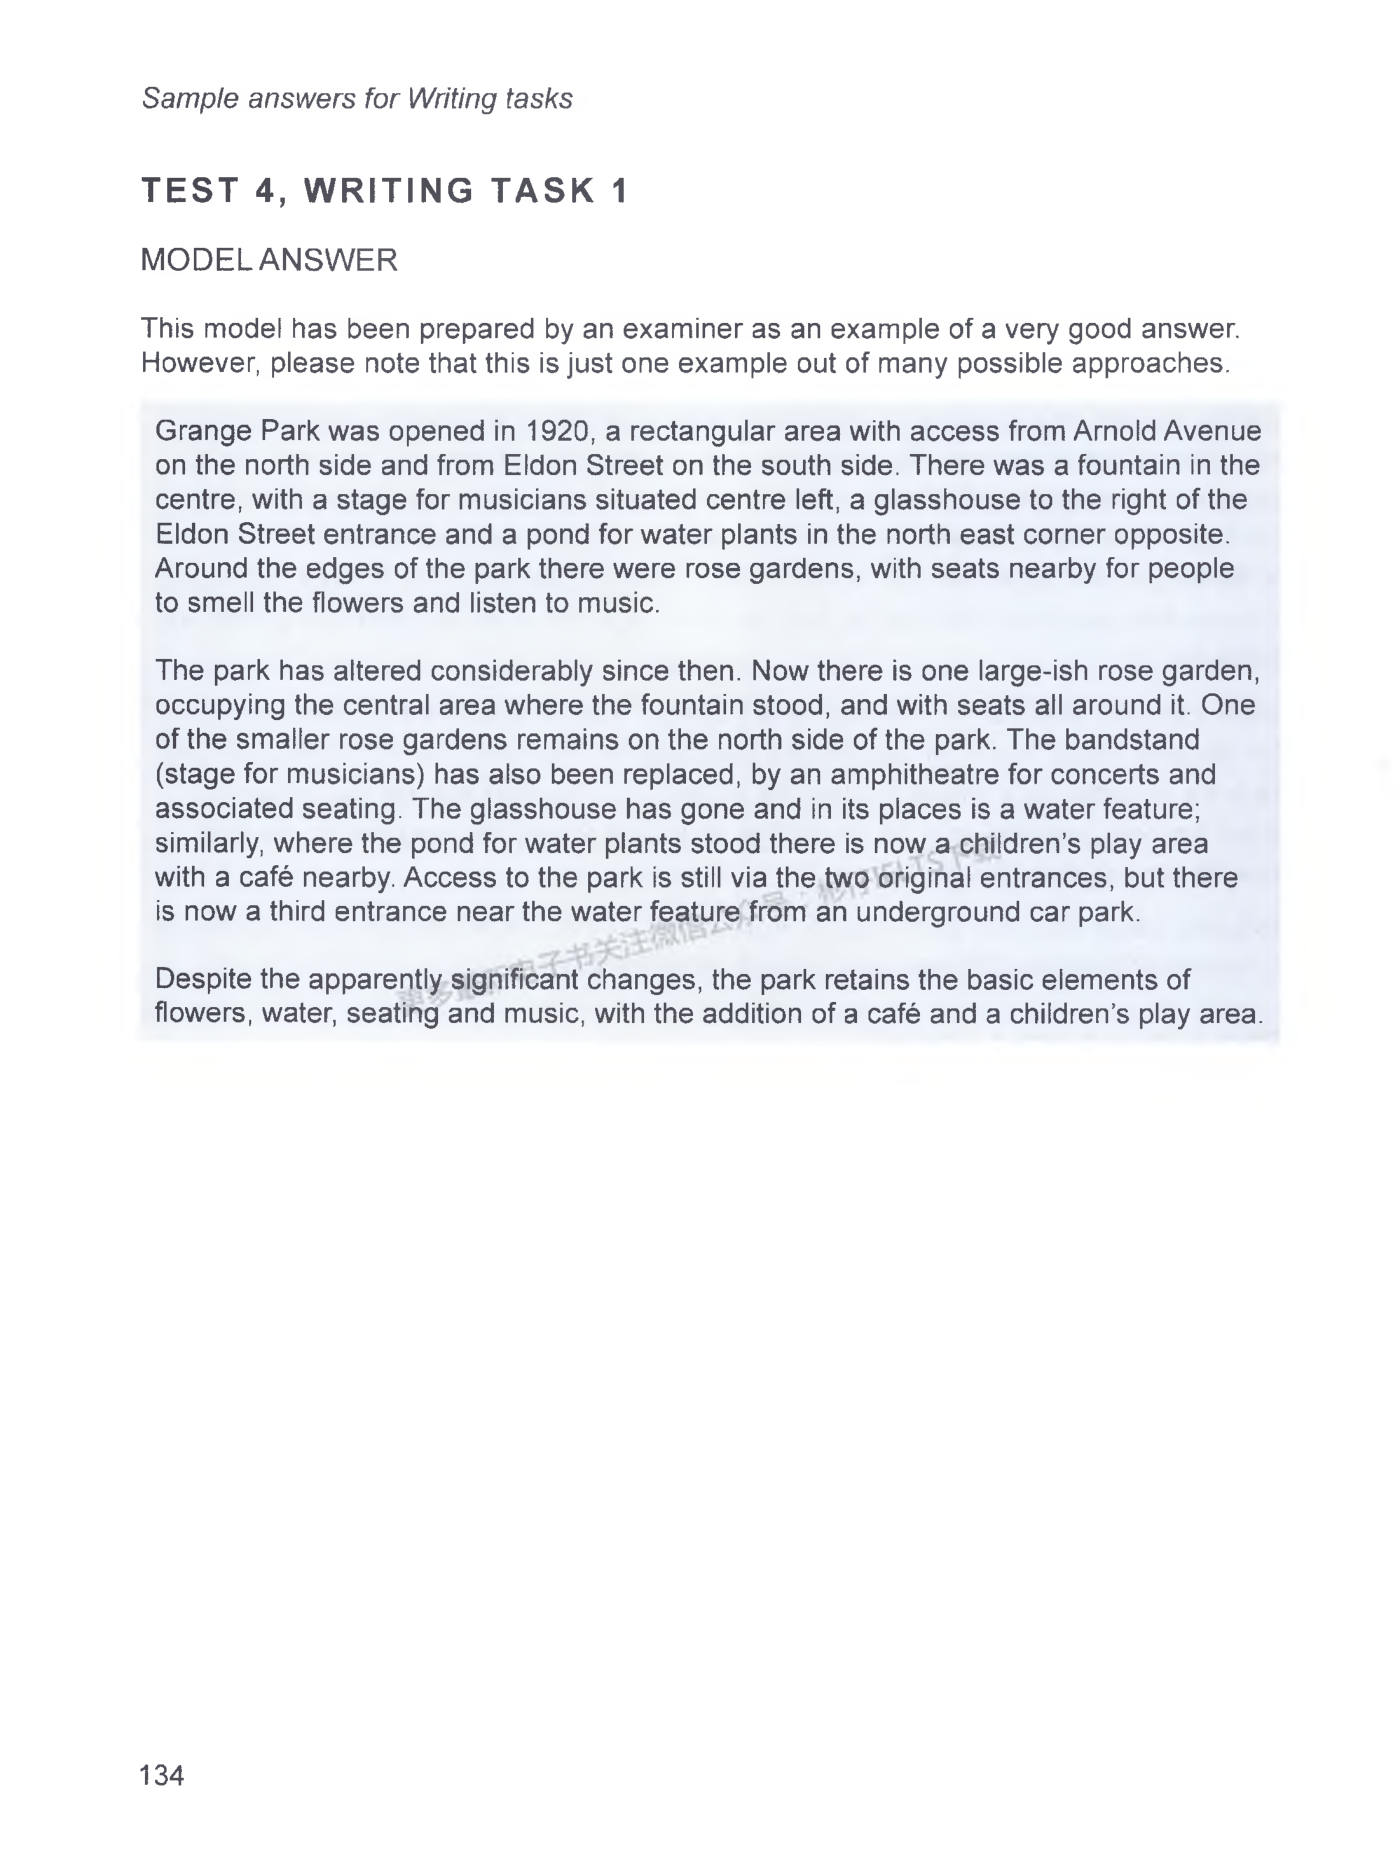 Sample answers for Writing tasks
TEST 4, WRITING TASK 1
MODEL ANSWER
This model has been prepared by an examiner as an example of a very good answer.
However, please note that this is just one example out of many possible approaches.
Grange Park was opened in 1920, a rectangular area with access from Arnold Avenue
on the north side and from Eldon Street on the south side. There was a fountain in the
centre, with a stage for musicians situated centre left, a glasshouse to the right of the
Eldon Street entrance and a pond for water plants in the north east corner opposite.
Around the edges of the park there were rose gardens, with seats nearby for people
to smell the flowers and listen to music.
The park has altered considerably since then. Now there is one large-ish rose garden,
occupying the central area where the fountain stood, and with seats all around it. One
of the smaller rose gardens remains on the north side of the park. The bandstand
(stage for musicians) has also been replaced, by an amphitheatre for concerts and
associated seating. The glasshouse has gone and in its places is a water feature;
similarly, where the pond for water plants stood there is now a children's play area
with a café nearby. Access to the park is still via the two original entrances, but there
is now a third entrance near the water feature from an underground car park.
Despite the apparently significant changes, the park retains the basic elements of
flowers, water, seating and music, with the addition of a café and a children's play area.
电子书关注微信公众号
134